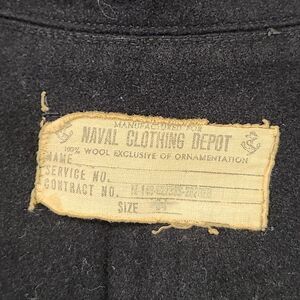 MANUFACTURED FOR
NAVAL CLOTHING DEPOT
100% WOOL EXCLUSIVE OF ORNAMENTATION
NAME
SERVICE NO.
CONTRACT NO.
SIZE